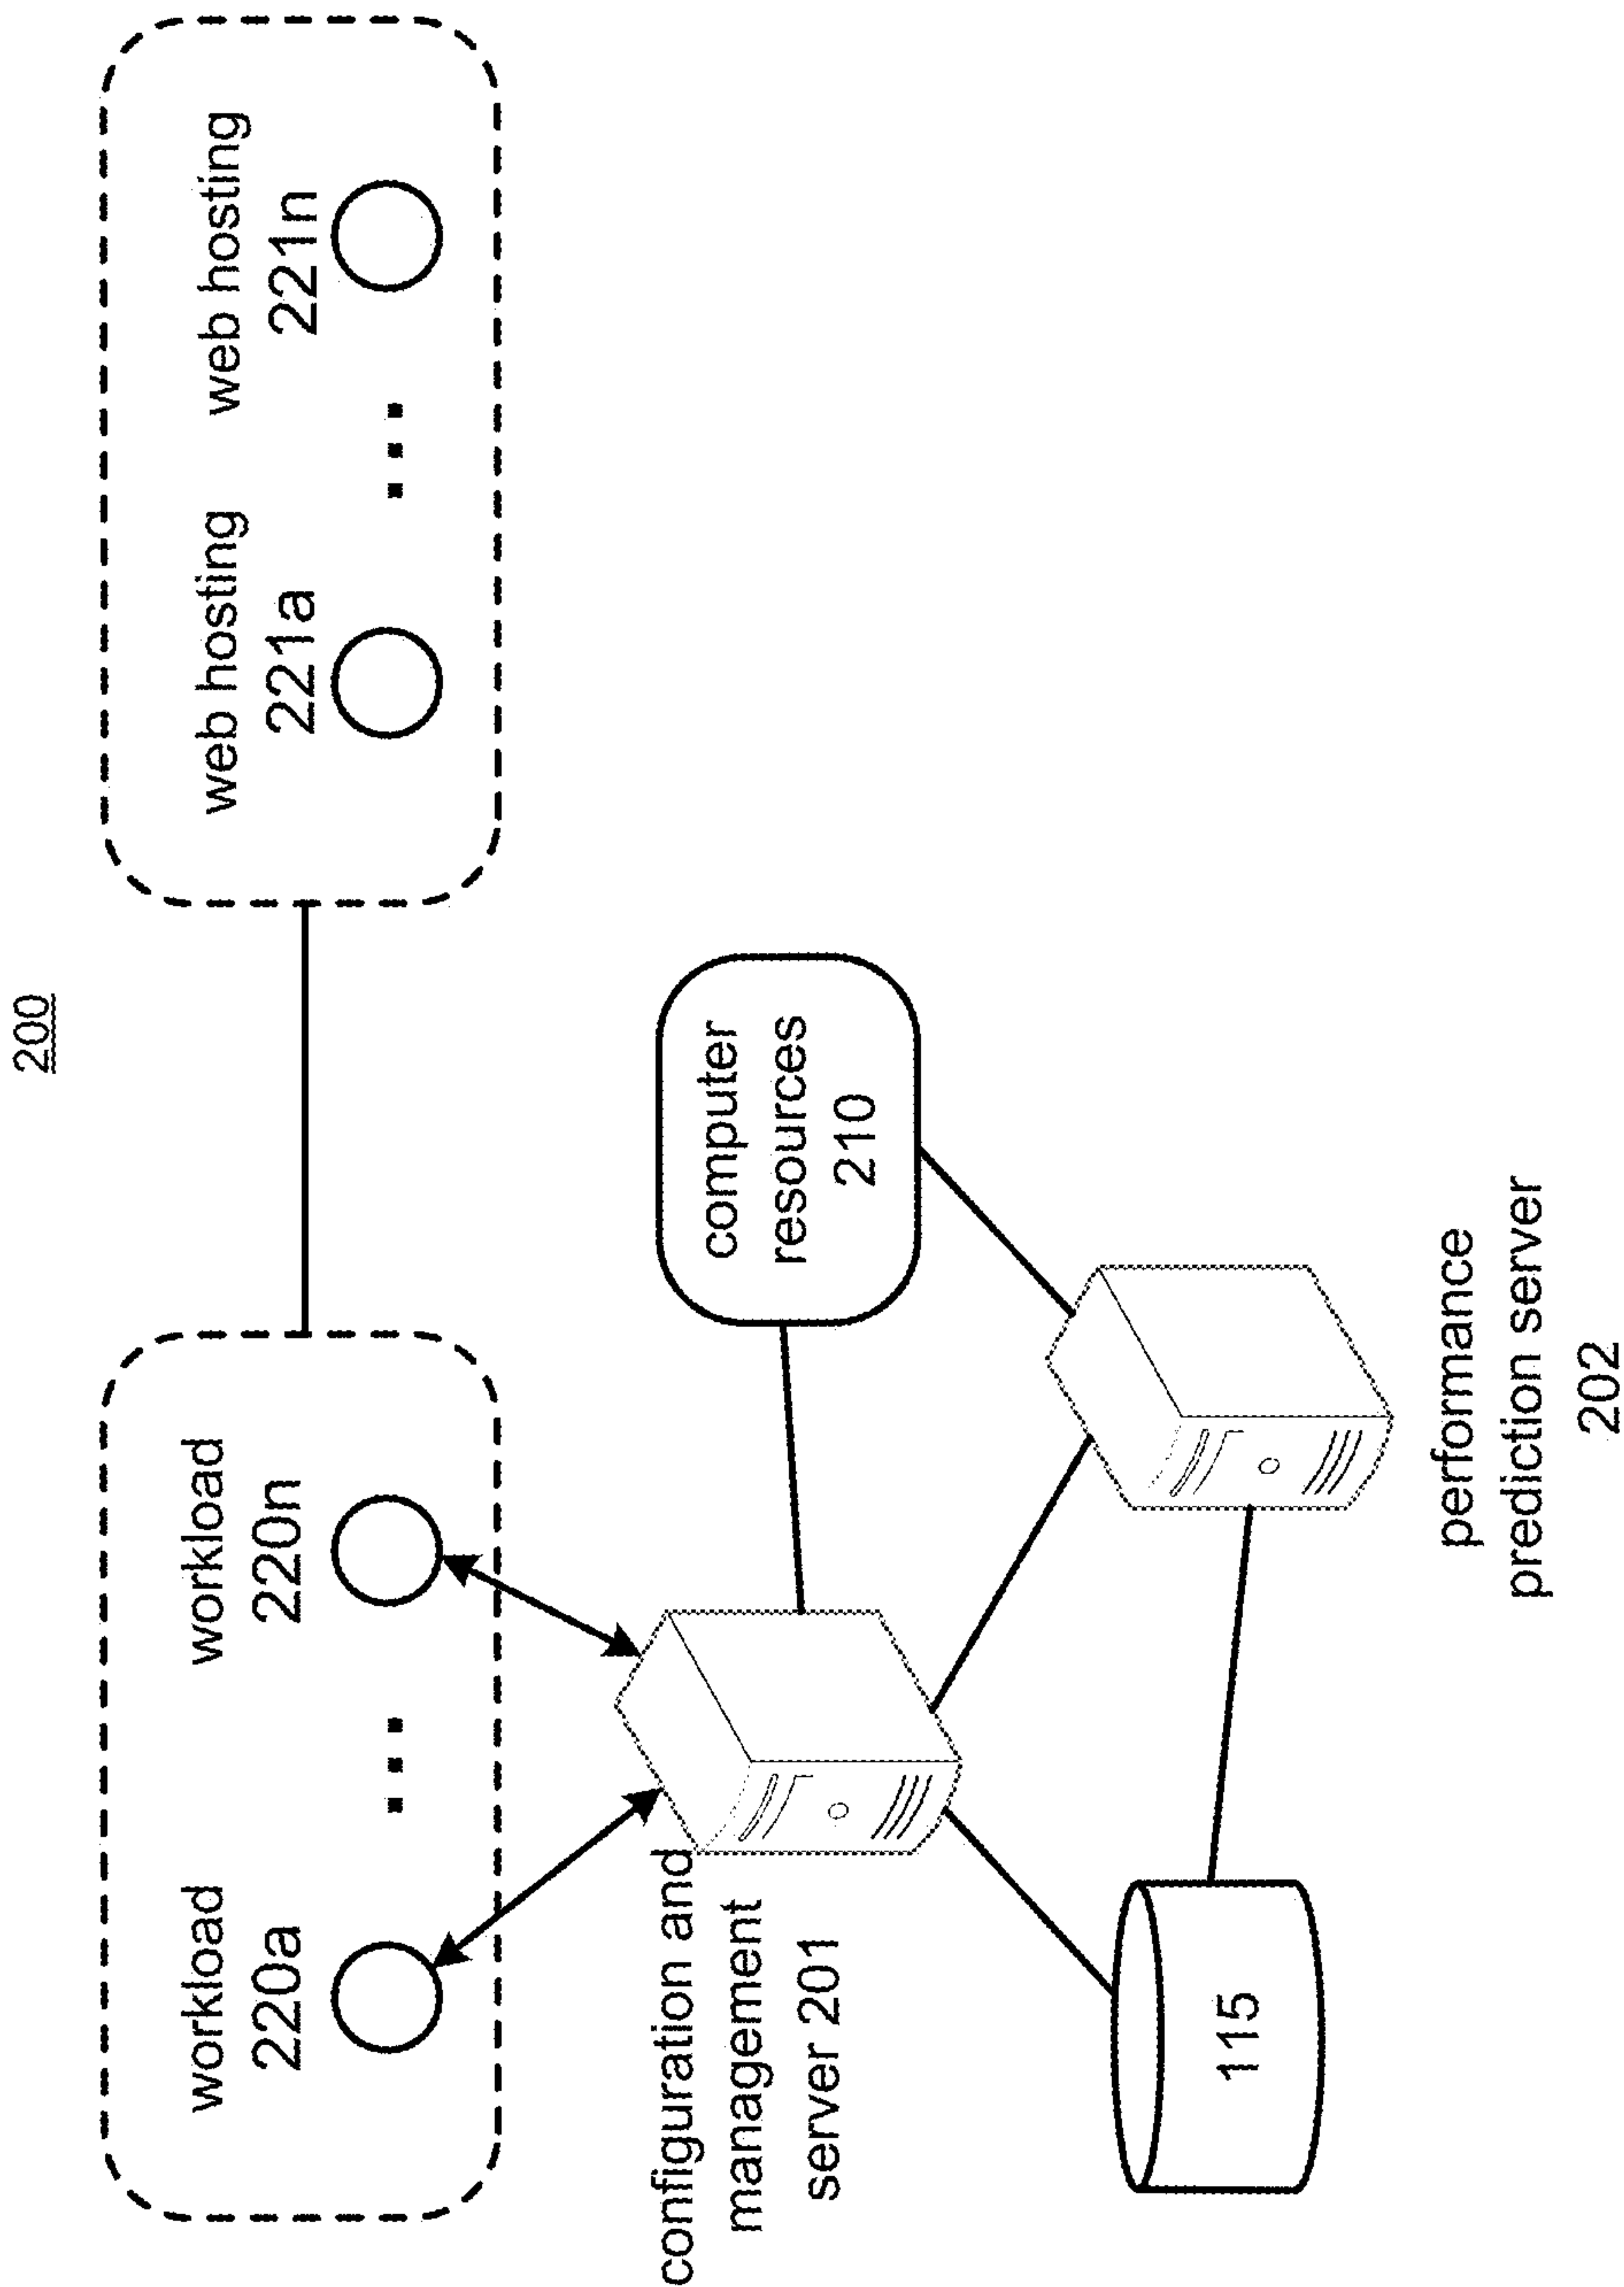 200
workload
220a
workload
220n
web hosting
221a
web hosting
221n
configuration and
management
server 201
computer
resources
210
115
performance
prediction server
202